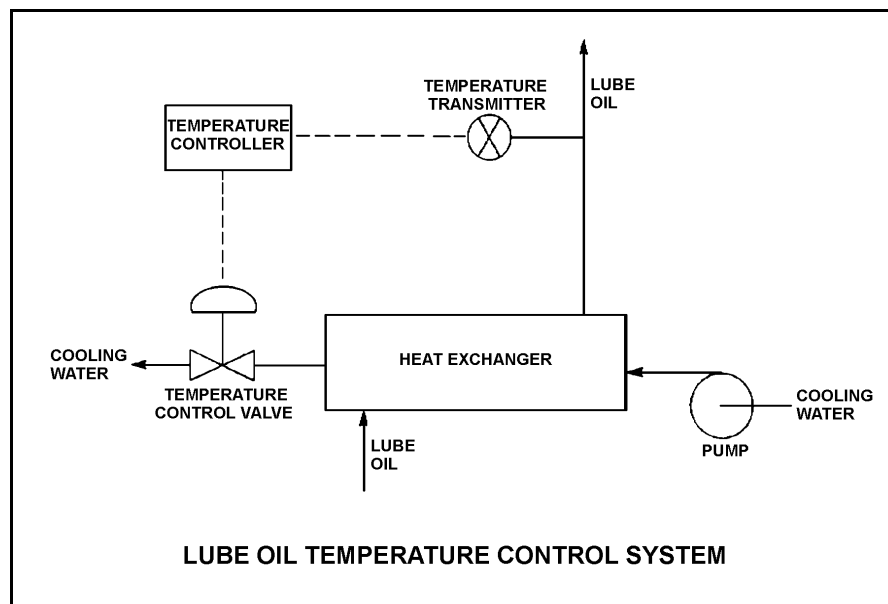 TEMPERATURE
TRANSMITTER
LUBE
OIL
TEMPERATURE
CONTROLLER
COOLING
WATER
TEMPERATURE
CONTROL VALVE
HEAT EXCHANGER
LUBE
OIL
COOLING
WATER
PUMP
LUBE OIL TEMPERATURE CONTROL SYSTEM